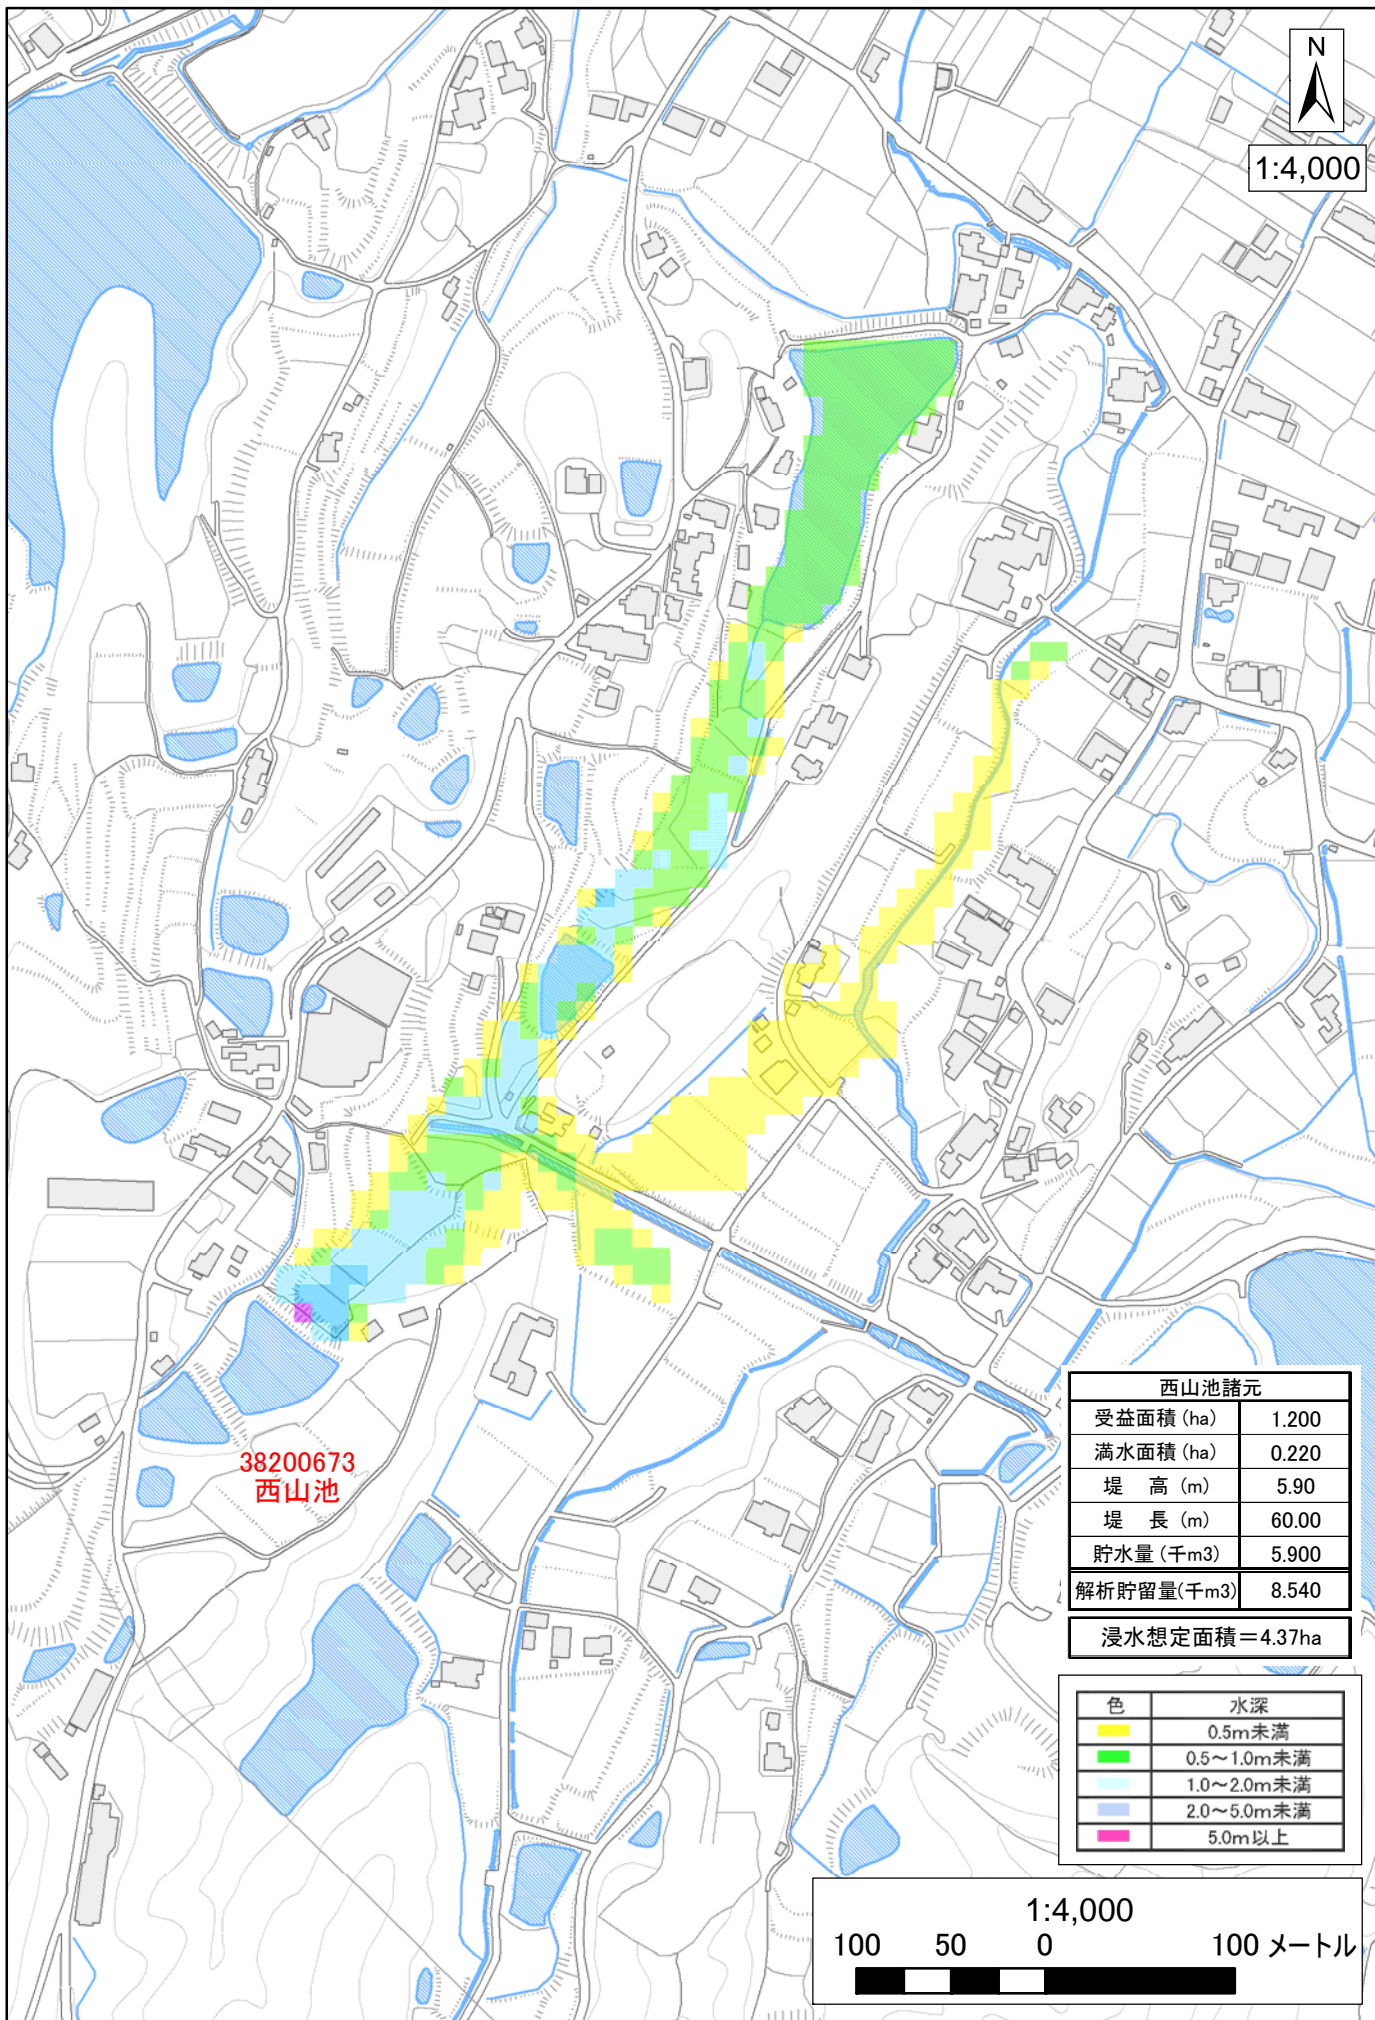 N
1:4,000
38200673
西山池
西山池諸元
受益面積(ha) 1.200
満水面積(ha) 0.220
堤 高 (m) 5.90
堤 長 (m) 60.00
貯水量(千m3) 5.900
解析貯留量(千m3) 8.540
浸水想定面積=4.37ha
色 水深
0.5m未満
0.5~1.0m未満
1.0~2.0m未満
2.0~5.0m未満
5.0m以上
1:4,000
100 50 0 100 メートル